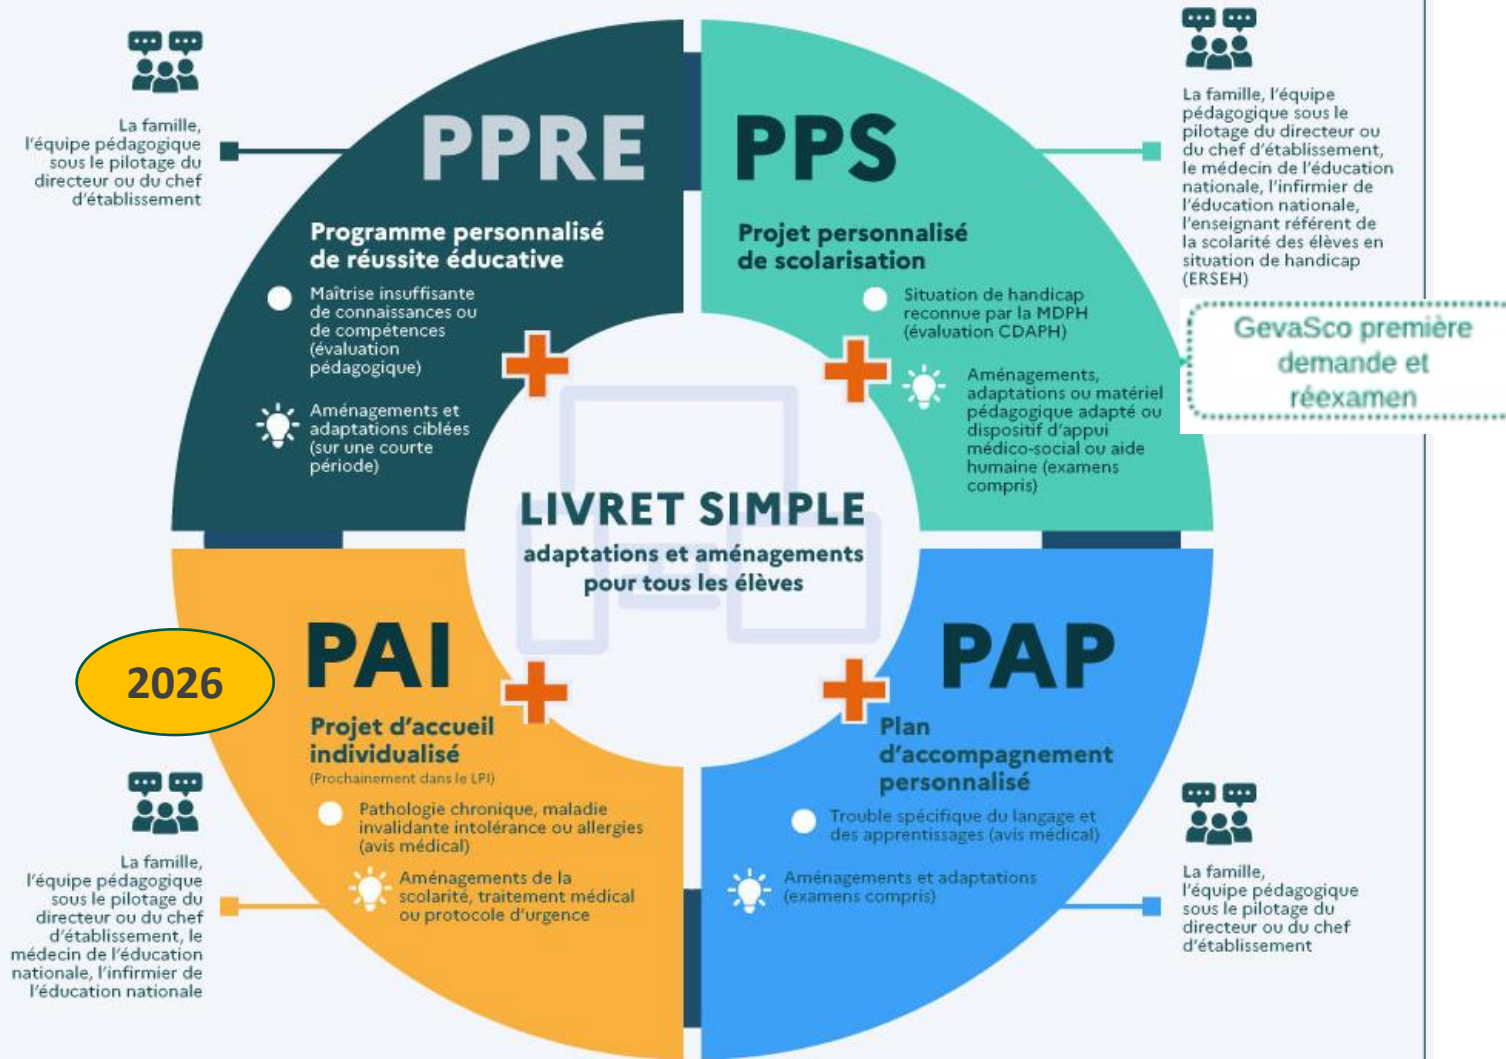 La famille,
l'équipe pédagogique
sous le pilotage du
directeur ou du chef
d'établissement
PPRE
Programme personnalisé
de réussite éducative
Maîtrise insuffisante
de connaissances ou
de compétences
(évaluation
pédagogique)
Aménagements et
adaptations ciblées
(sur une courte
période)
PPS
Projet personnalisé
de scolarisation
Situation de handicap
reconnue par la MDPH
(évaluation CDAPH)
Aménagements,
adaptations ou matériel
pédagogique adapté ou
dispositif d'appui
médico-social ou aide
humaine (examens
compris)
La famille, l'équipe
pédagogique sous le
pilotage du directeur ou
du chef d'établissement,
le médecin de l'éducation
nationale, l'infirmier de
l'éducation nationale,
l'enseignant référent de
la scolarité des élèves en
situation de handicap
(ERSEH)
GevaSco première
demande et
réexamen
LIVRET SIMPLE
adaptations et aménagements
pour tous les élèves
2026
PAI
Projet d'accueil
individualisé
(Prochainement dans le LPI)
Pathologie chronique, maladie
invalidante intolérance ou allergies
(avis médical)
Aménagements de la
scolarité, traitement médical
ou protocole d'urgence
La famille,
l'équipe pédagogique
sous le pilotage du
directeur ou du chef
d'établissement, le
médecin de l'éducation
nationale, l'infirmier de
l'éducation nationale
PAP
Plan
d'accompagnement
personnalisé
Trouble spécifique du langage et
des apprentissages (avis médical)
Aménagements et adaptations
(examens compris)
La famille,
l'équipe pédagogique
sous le pilotage du
directeur ou du chef
d'établissement